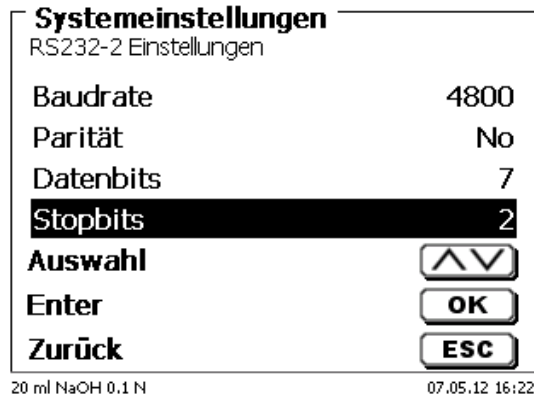 Systemeinstellungen
RS232-2 Einstellungen
Baudrate 4800
Parität No
Datenbits 7
Stopbits 2
Auswahl
Enter OK
Zurück ESC
20 ml NaOH 0.1 N 07.05.12 16:22